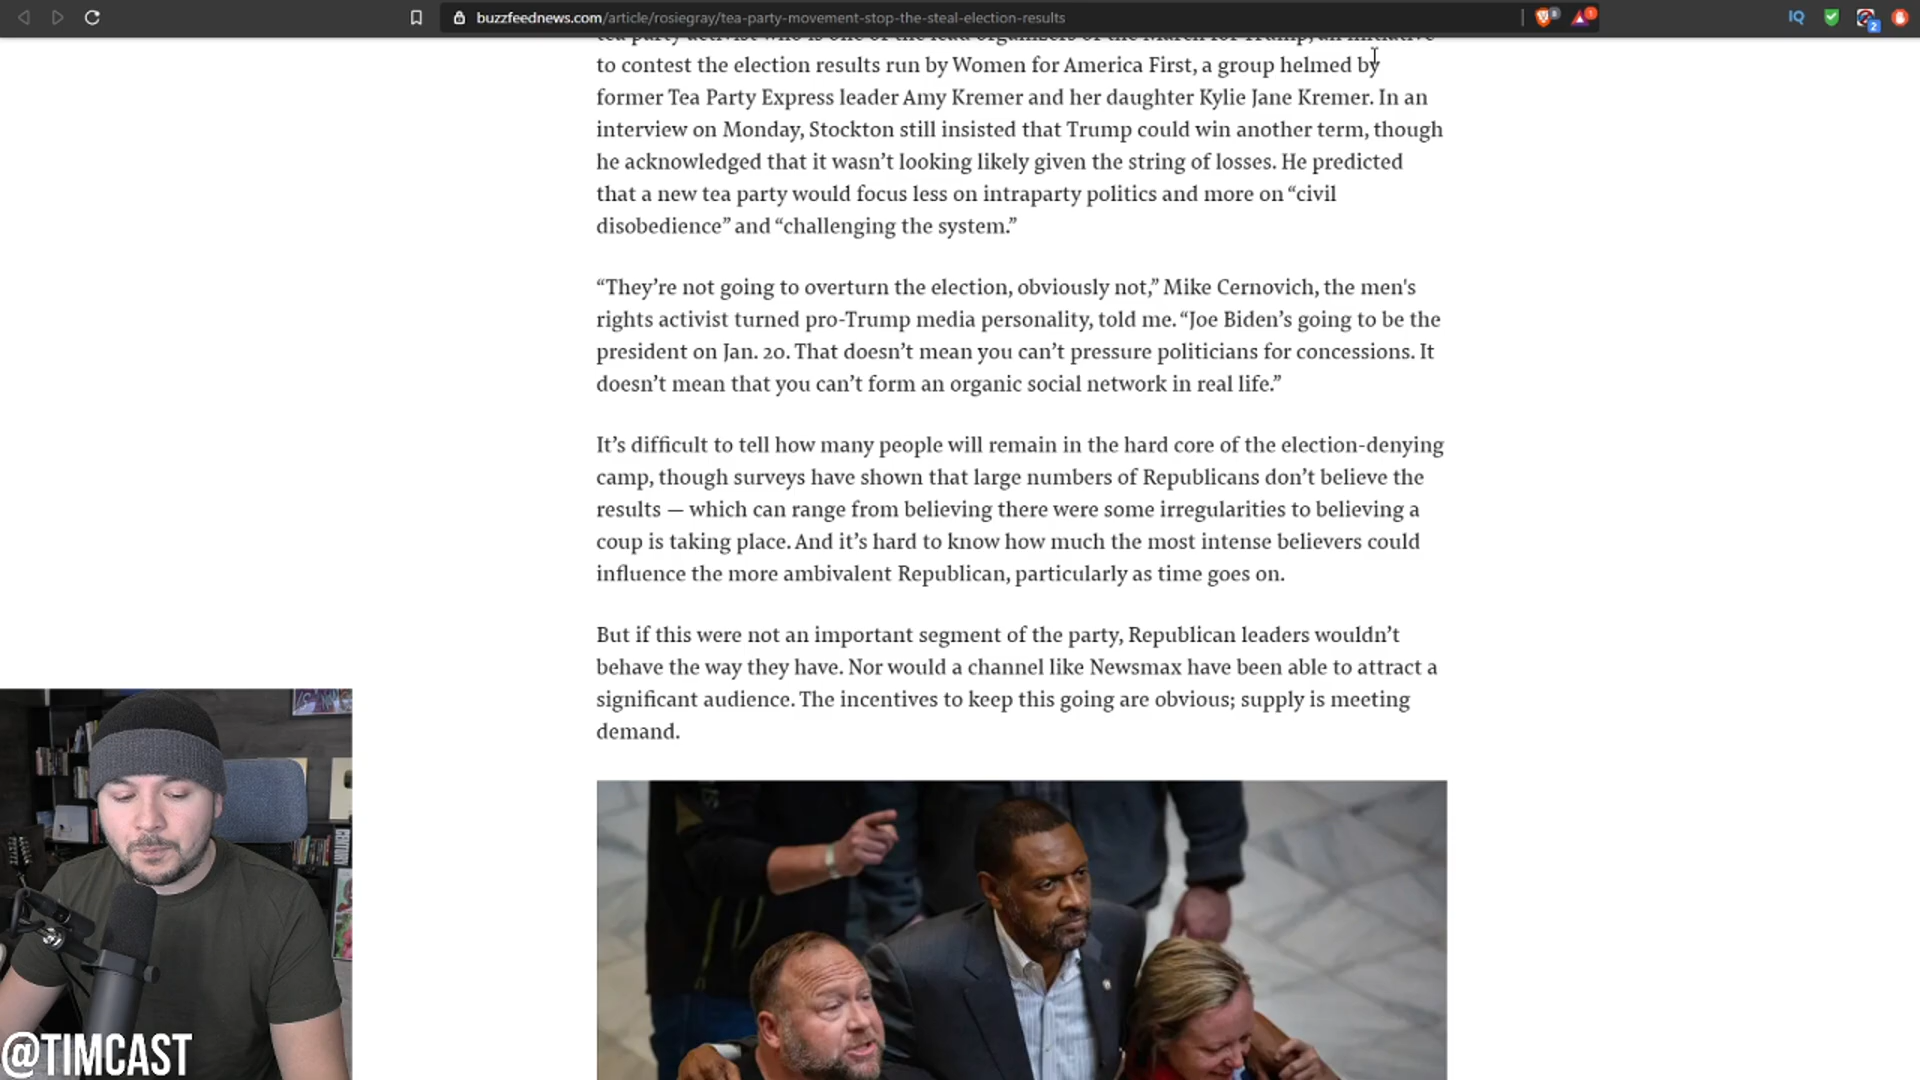 buzzfeednews.com/article/rosiegray/tea-party-movement-stop-the-steal-election-results
tea party activist who is one of the lead organizers of the March for Trump, an initiative
to contest the election results run by Women for America First, a group helmed by
former Tea Party Express leader Amy Kremer and her daughter Kylie Jane Kremer. In an
interview on Monday, Stockton still insisted that Trump could win another term, though
he acknowledged that it wasn’t looking likely given the string of losses. He predicted
that a new tea party would focus less on intraparty politics and more on “civil
disobedience” and “challenging the system.”
“They’re not going to overturn the election, obviously not,” Mike Cernovich, the men's
rights activist turned pro-Trump media personality, told me. “Joe Biden’s going to be the
president on Jan. 20. That doesn’t mean you can’t pressure politicians for concessions. It
doesn’t mean that you can’t form an organic social network in real life.”
It’s difficult to tell how many people will remain in the hard core of the election-denying
camp, though surveys have shown that large numbers of Republicans don’t believe the
results — which can range from believing there were some irregularities to believing a
coup is taking place. And it’s hard to know how much the most intense believers could
influence the more ambivalent Republican, particularly as time goes on.
But if this were not an important segment of the party, Republican leaders wouldn’t
behave the way they have. Nor would a channel like Newsmax have been able to attract a
significant audience. The incentives to keep this going are obvious; supply is meeting
demand.
@TIMCAST